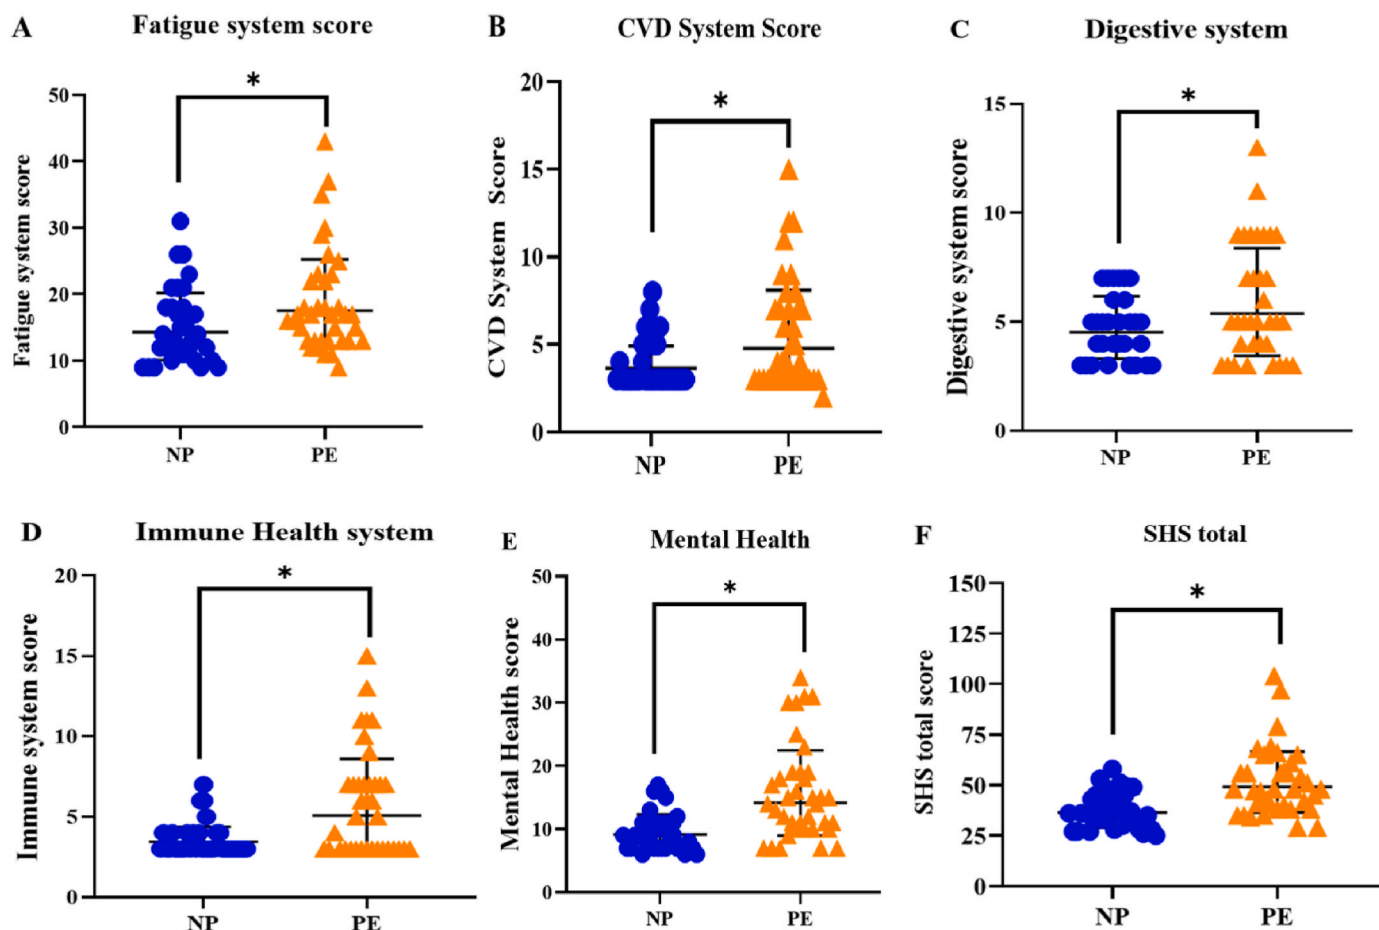 A Fatigue system score
*
Fatigue system score
50
40
30
20
10
0
NP PE
B CVD System Score
*
CVD System Score
20
15
10
5
0
NP PE
C Digestive system
*
Digestive system score
15
10
5
0
NP PE
D Immune Health system
*
Immune system score
20
15
10
5
0
NP PE
E Mental Health
*
Mental Health score
50
40
30
20
10
0
NP PE
F SHS total
*
SHS total score
150
125
100
75
50
25
0
NP PE